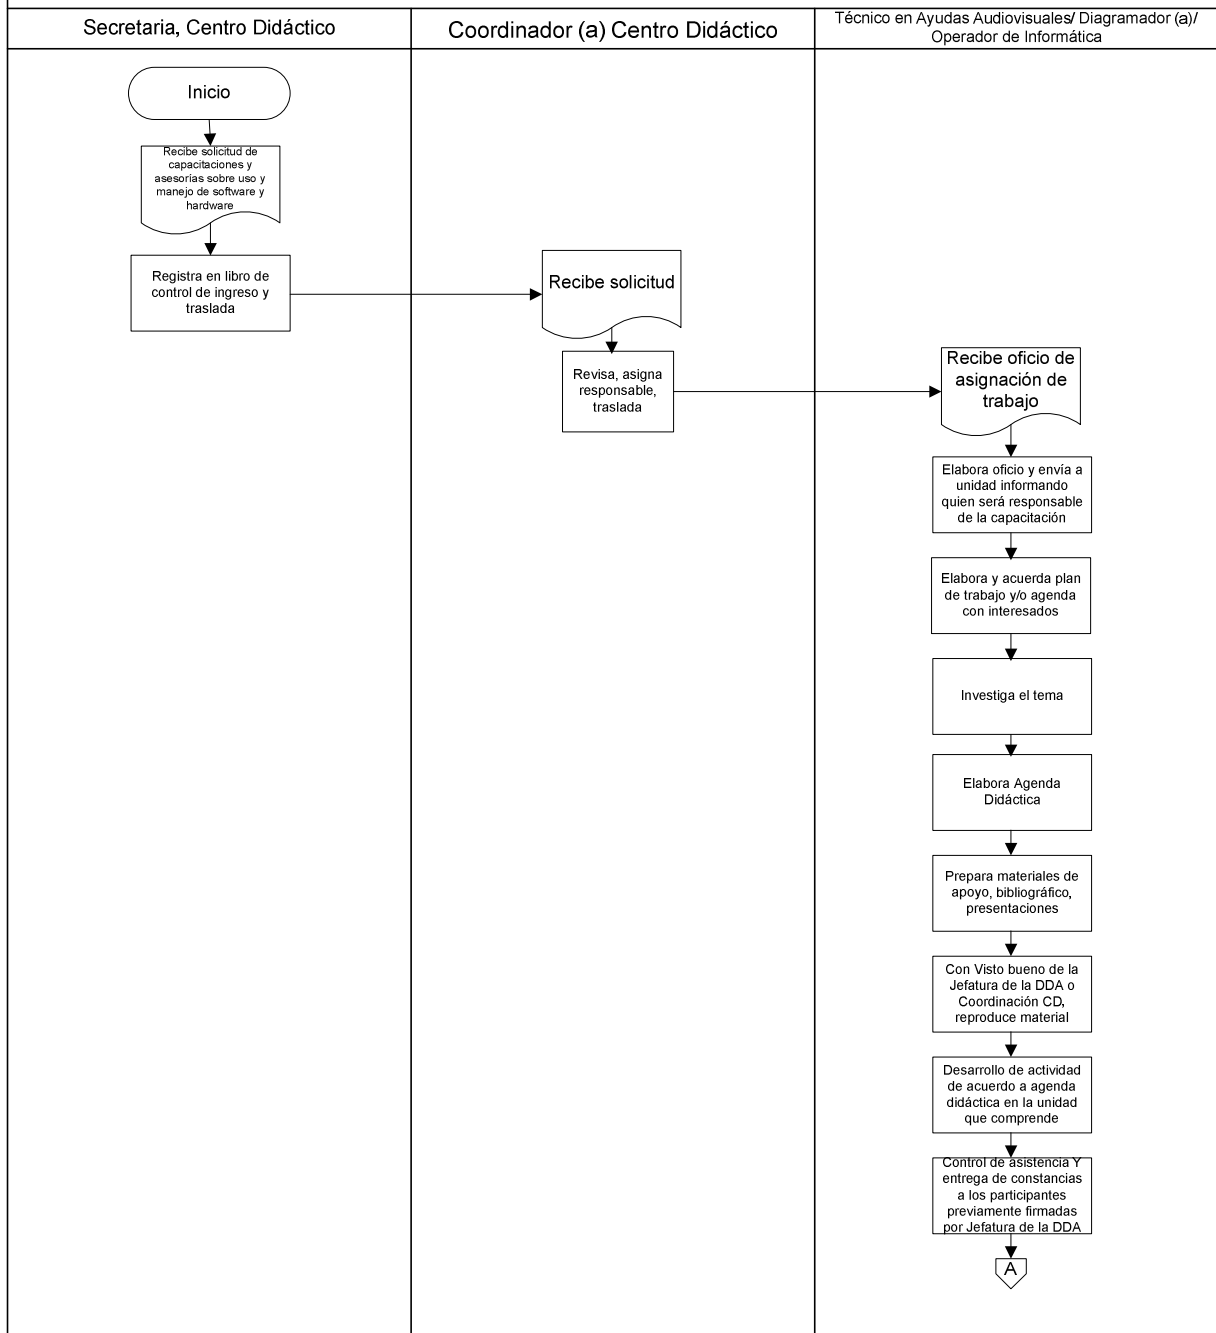 Secretaria, Centro Didáctico
Coordinador (a) Centro Didáctico
Técnico en Ayudas Audiovisuales/ Diagramador (a)/
Operador de Informática
Inicio
Recibe solicitud de
capacitaciones y
asesorías sobre uso y
manejo de software y
hardware
Registra en libro de
control de ingreso y
traslada
Recibe solicitud
Revisa, asigna
responsable,
traslada
Recibe oficio de
asignación de
trabajo
Elabora oficio y envía a
unidad informando
quien será responsable
de la capacitación
Elabora y acuerda plan
de trabajo y/o agenda
con interesados
Investiga el tema
Elabora Agenda
Didáctica
Prepara materiales de
apoyo, bibliográfico,
presentaciones
Con Visto bueno de la
Jefatura de la DDA o
Coordinación CD,
reproduce material
Desarrollo de actividad
de acuerdo a agenda
didáctica en la unidad
que comprende
Control de asistencia Y
entrega de constancias
a los participantes
previamente firmadas
por Jefatura de la DDA
A